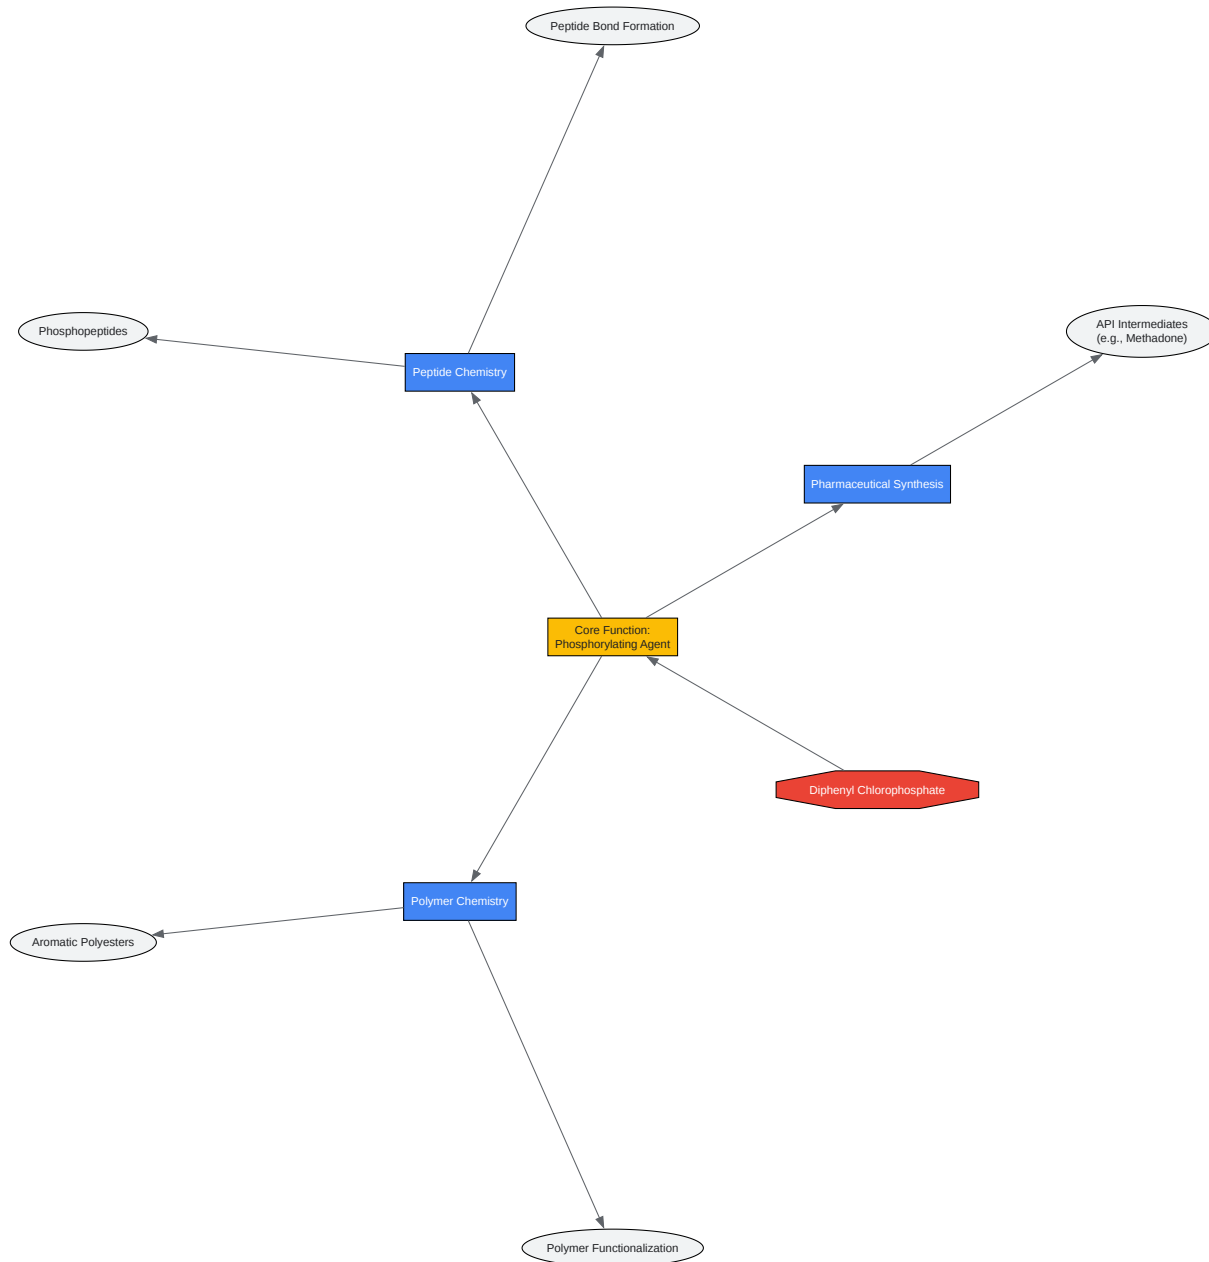 Peptide Bond Formation
Phosphopeptides
API Intermediates
(e.g., Methadone)
Peptide Chemistry
Pharmaceutical Synthesis
Core Function:
Phosphorylating Agent
Diphenyl Chlorophosphate
Polymer Chemistry
Aromatic Polyesters
Polymer Functionalization